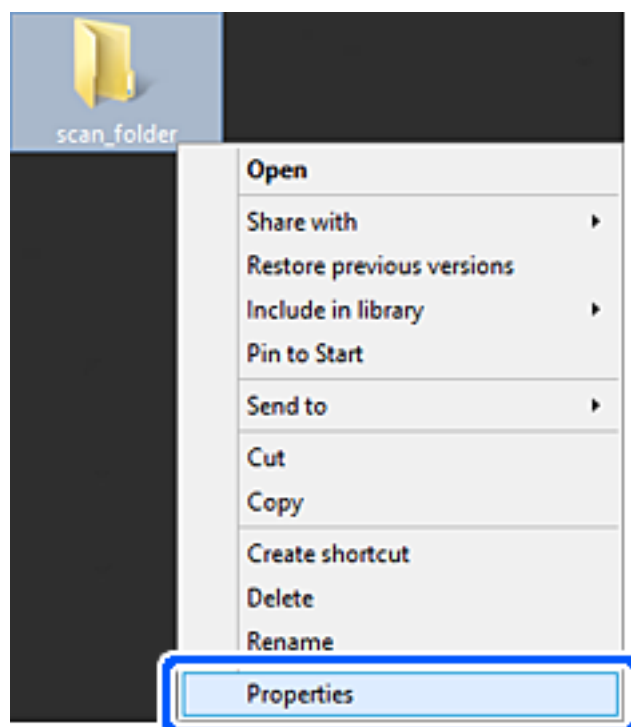 scan_folder
Open
Share with
Restore previous versions
Include in library
Pin to Start
Send to
Cut
Copy
Create shortcut
Delete
Rename
Properties